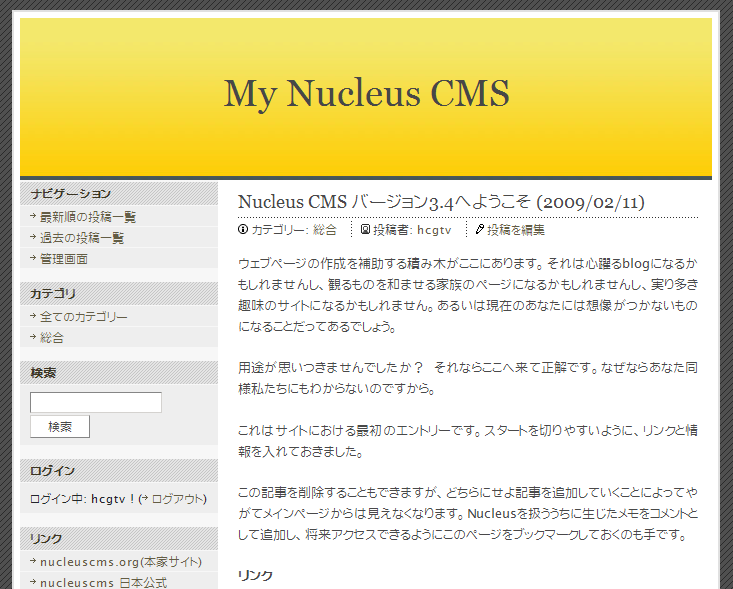 My Nucleus CMS
ナビゲーション
最新順の投稿一覧
過去の投稿一覧
管理画面
カテゴリ
全てのカテゴリー
総合
検索
検索
ログイン
ログイン中: hcgtv ! (ログアウト)
リンク
nucleuscms.org(本家サイト)
nucleuscms 日本公式
Nucleus CMS バージョン3.4へようこそ (2009/02/11)
カテゴリー: 総合 投稿者: hcgtv 投稿を編集
ウェブページの作成を補助する積み木がここにあります。それは心躍るblogになるか
もしれませんし、観るものを和ませる家族のページになるかもしれませんし、実り多き
趣味のサイトになるかもしれません。あるいは現在のあなたには想像がつかないもの
になることだってあるでしょう。
用途が思いつきませんでしたか？ それならここへ来て正解です。なぜならあなた同
様私たちにもわからないのですから。
これはサイトにおける最初のエントリーです。スタートを切りやすいように、リンクと情
報を入れておきました。
この記事を削除することもできますが、どちらにせよ記事を追加していくことによってや
がてメインページからは見えなくなります。Nucleusを扱ううちに生じたメモをコメントと
して追加し、将来アクセスできるようにこのページをブックマークしておくのも手です。
リンク